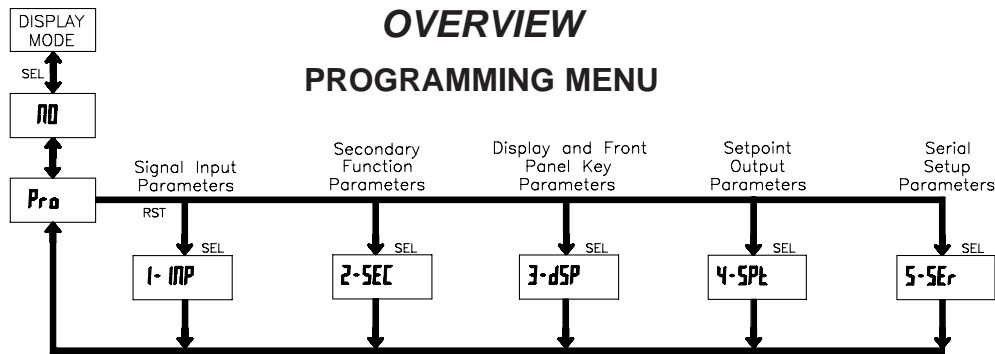 OVERVIEW
PROGRAMMING MENU
DISPLAY
MODE
SEL
NO
Pro
RST
Signal Input
Parameters
SEL
1-INP
Secondary
Function
Parameters
SEL
2-SEC
Display and Front
Panel Key
Parameters
SEL
3-dSP
Setpoint
Output
Parameters
SEL
4-SPt
Serial
Setup
Parameters
SEL
5-SEr